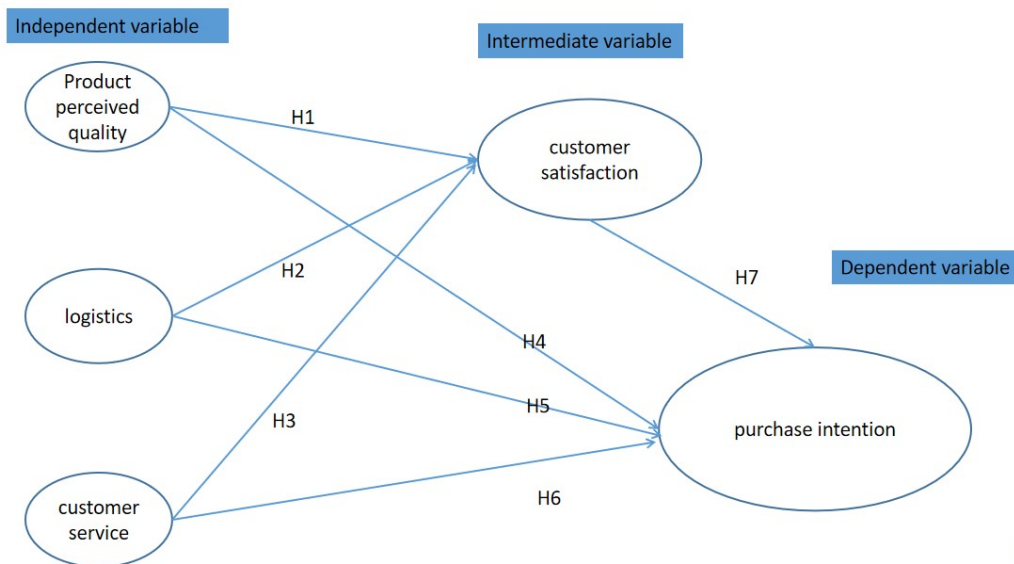 Independent variable
Intermediate variable
Product
perceived
quality
H1
customer
satisfaction
H2
Dependent variable
H7
logistics
H4
H5
H3
purchase intention
H6
customer
service